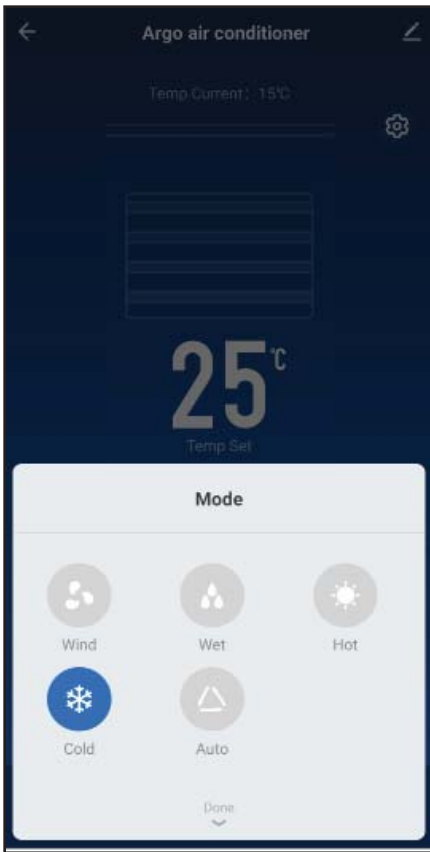 Argo air conditioner
Temp Current: 15℃
25℃
Temp Set
Mode
Wind
Wet
Hot
Cold
Auto
Done